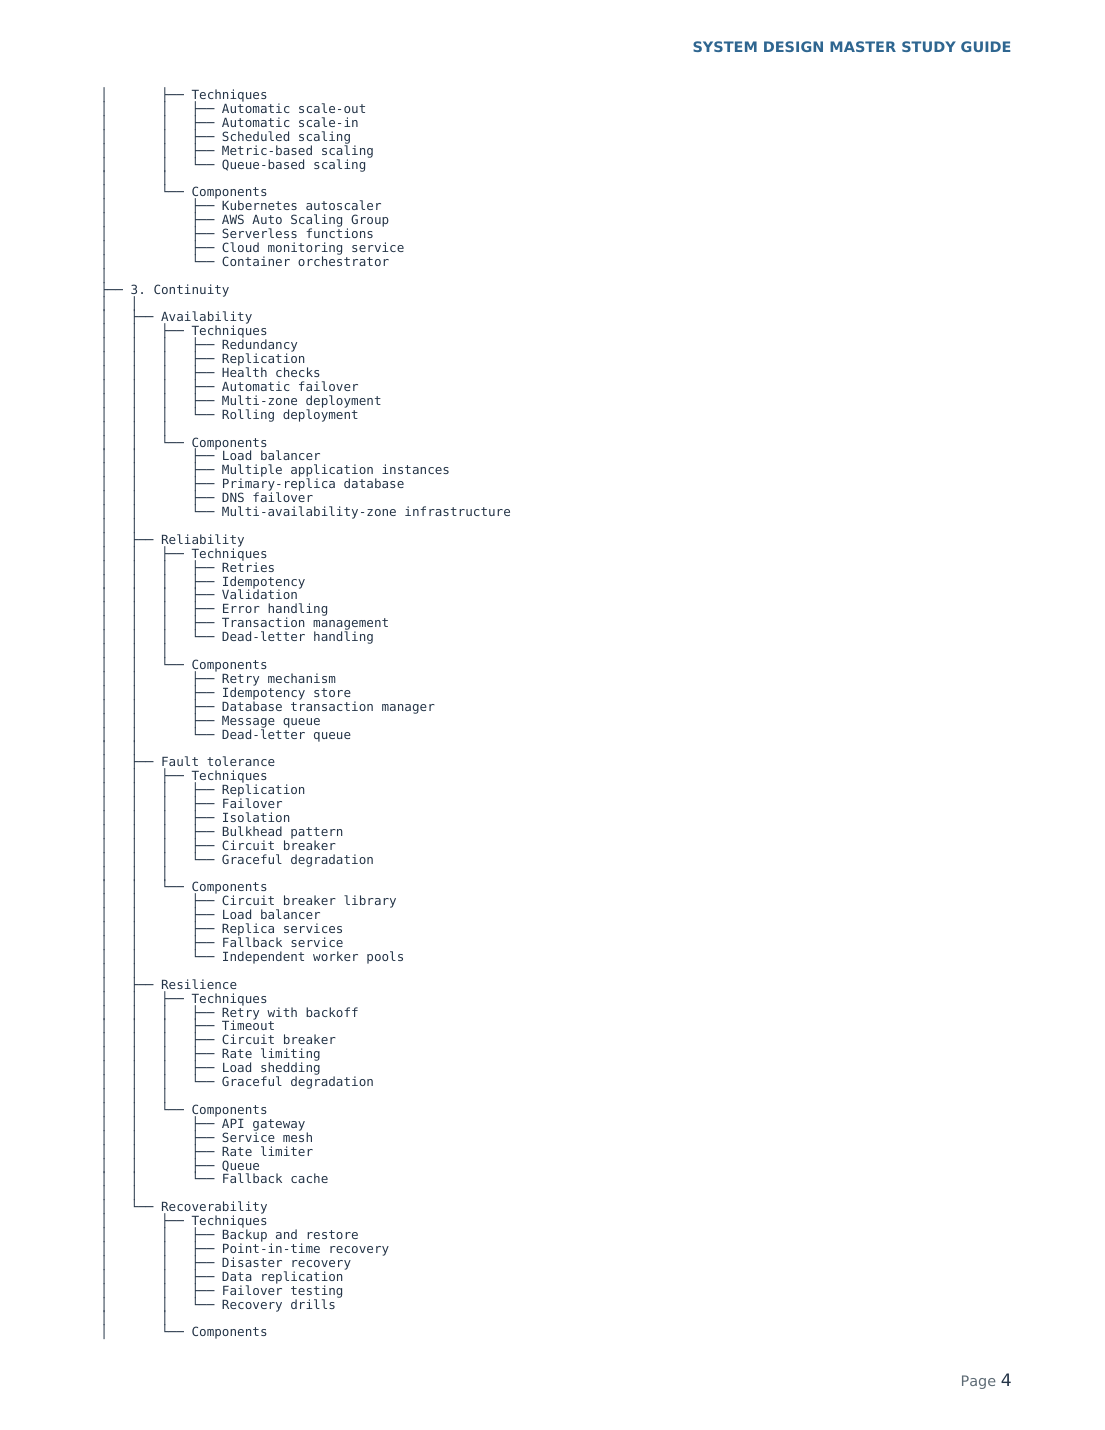 SYSTEM DESIGN MASTER STUDY GUIDE
│       ├── Techniques
│       │   ├── Automatic scale-out
│       │   ├── Automatic scale-in
│       │   ├── Scheduled scaling
│       │   ├── Metric-based scaling
│       │   └── Queue-based scaling
│       │
│       └── Components
│           ├── Kubernetes autoscaler
│           ├── AWS Auto Scaling Group
│           ├── Serverless functions
│           ├── Cloud monitoring service
│           └── Container orchestrator
│
├── 3. Continuity
│   │
│   ├── Availability
│   │   ├── Techniques
│   │   │   ├── Redundancy
│   │   │   ├── Replication
│   │   │   ├── Health checks
│   │   │   ├── Automatic failover
│   │   │   ├── Multi-zone deployment
│   │   │   └── Rolling deployment
│   │   │
│   │   └── Components
│   │       ├── Load balancer
│   │       ├── Multiple application instances
│   │       ├── Primary-replica database
│   │       ├── DNS failover
│   │       └── Multi-availability-zone infrastructure
│   │
│   ├── Reliability
│   │   ├── Techniques
│   │   │   ├── Retries
│   │   │   ├── Idempotency
│   │   │   ├── Validation
│   │   │   ├── Error handling
│   │   │   ├── Transaction management
│   │   │   └── Dead-letter handling
│   │   │
│   │   └── Components
│   │       ├── Retry mechanism
│   │       ├── Idempotency store
│   │       ├── Database transaction manager
│   │       ├── Message queue
│   │       └── Dead-letter queue
│   │
│   ├── Fault tolerance
│   │   ├── Techniques
│   │   │   ├── Replication
│   │   │   ├── Failover
│   │   │   ├── Isolation
│   │   │   ├── Bulkhead pattern
│   │   │   ├── Circuit breaker
│   │   │   └── Graceful degradation
│   │   │
│   │   └── Components
│   │       ├── Circuit breaker library
│   │       ├── Load balancer
│   │       ├── Replica services
│   │       ├── Fallback service
│   │       └── Independent worker pools
│   │
│   ├── Resilience
│   │   ├── Techniques
│   │   │   ├── Retry with backoff
│   │   │   ├── Timeout
│   │   │   ├── Circuit breaker
│   │   │   ├── Rate limiting
│   │   │   ├── Load shedding
│   │   │   └── Graceful degradation
│   │   │
│   │   └── Components
│   │       ├── API gateway
│   │       ├── Service mesh
│   │       ├── Rate limiter
│   │       ├── Queue
│   │       └── Fallback cache
│   │
│   └── Recoverability
│       ├── Techniques
│       │   ├── Backup and restore
│       │   ├── Point-in-time recovery
│       │   ├── Disaster recovery
│       │   ├── Data replication
│       │   ├── Failover testing
│       │   └── Recovery drills
│       │
│       └── Components
Page 4